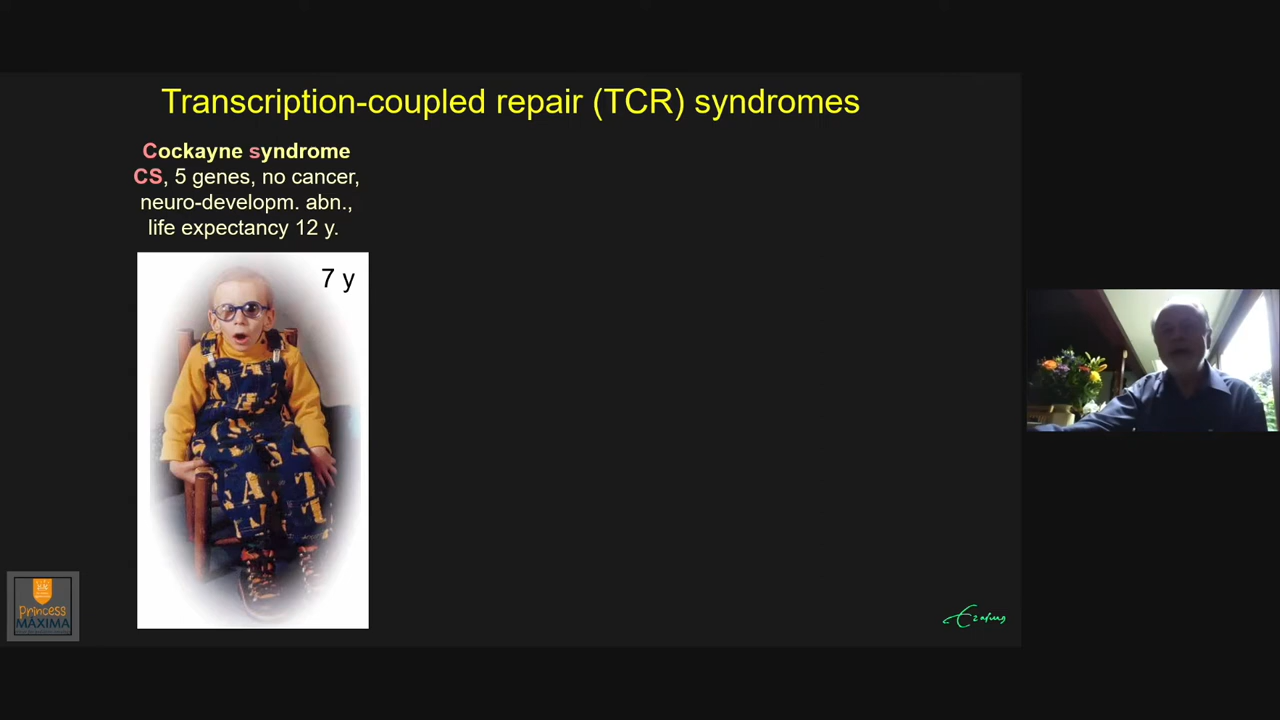 Transcription-coupled repair (TCR) syndromes
Cockayne syndrome
CS, 5 genes, no cancer,
neuro-developm. abn.,
life expectancy 12 y.
7 y
princess
MÁXIMA
Erasmus